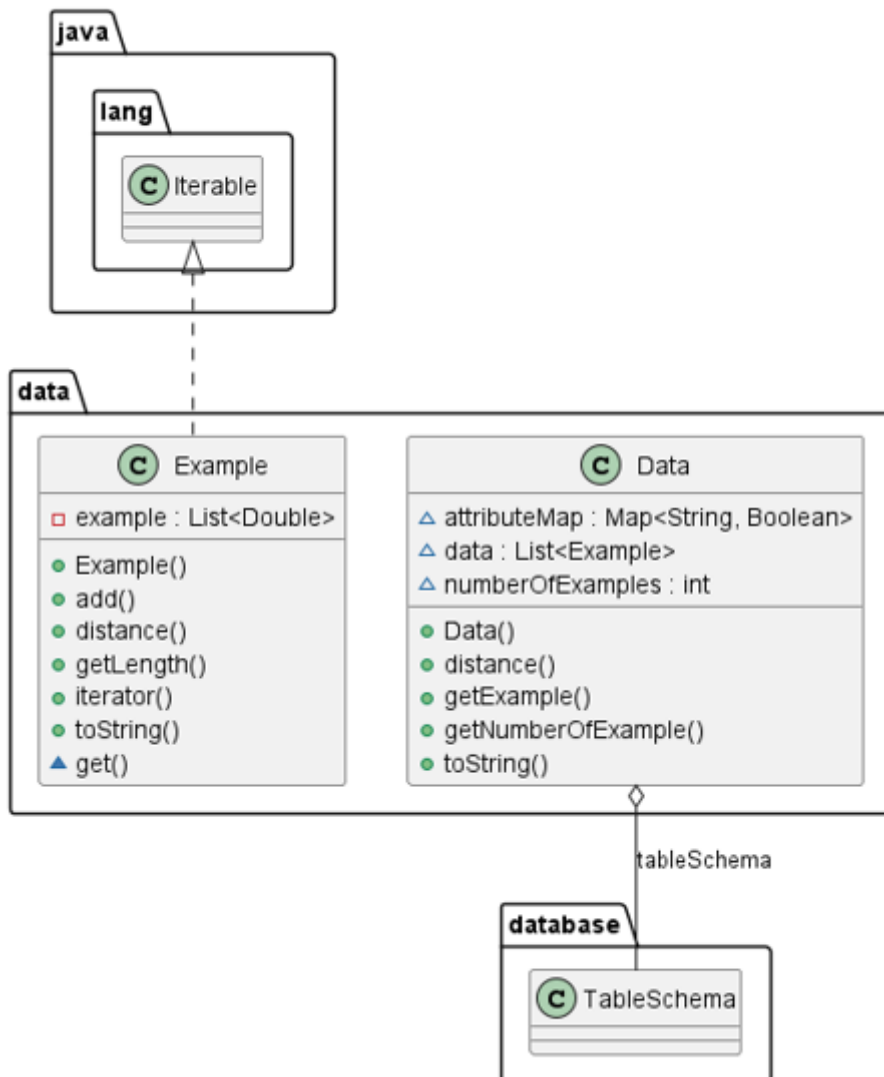 java
lang
C Iterable
data
C Example
example : List<Double>
Example()
add()
distance()
getLength()
iterator()
toString()
get()
C Data
attributeMap : Map<String, Boolean>
data : List<Example>
numberOfExamples : int
Data()
distance()
getExample()
getNumberOfExample()
toString()
tableSchema
database
C TableSchema